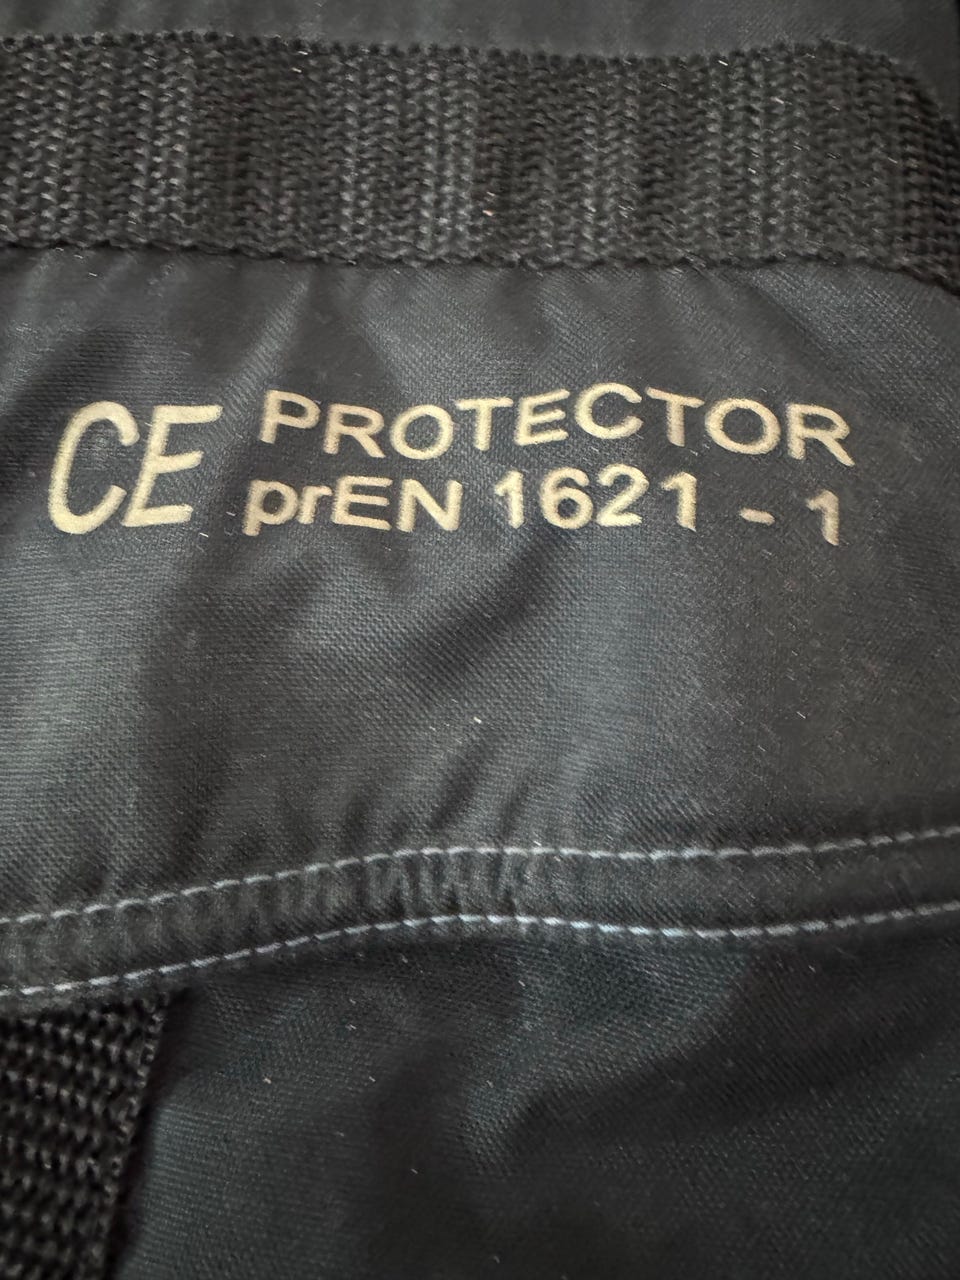 CE PROTECTOR
prEN 1621 - 1